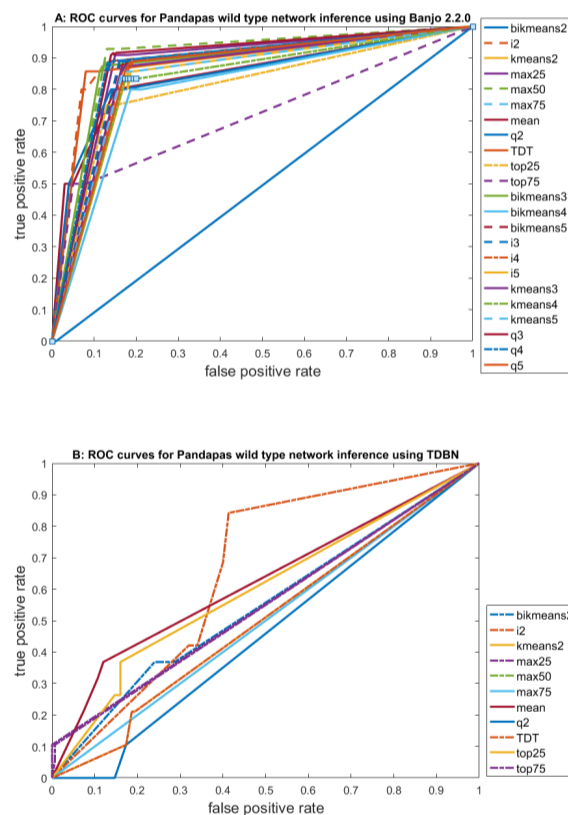 A: ROC curves for Pandapas wild type network inference using Banjo 2.2.0
1
0.9
0.8
0.7
0.6
0.5
0.4
0.3
0.2
0.1
0
true positive rate
0 0.1 0.2 0.3 0.4 0.5 0.6 0.7 0.8 0.9 1
false positive rate
bikmeans2
i2
kmeans2
max25
max50
max75
mean
q2
TDT
top25
top75
bikmeans3
bikmeans4
bikmeans5
i3
i4
i5
kmeans3
kmeans4
kmeans5
q3
q4
q5
B: ROC curves for Pandapas wild type network inference using TDBN
1
0.9
0.8
0.7
0.6
0.5
0.4
0.3
0.2
0.1
0
true positive rate
0 0.1 0.2 0.3 0.4 0.5 0.6 0.7 0.8 0.9 1
false positive rate
bikmeans2
i2
kmeans2
max25
max50
max75
mean
q2
TDT
top25
top75